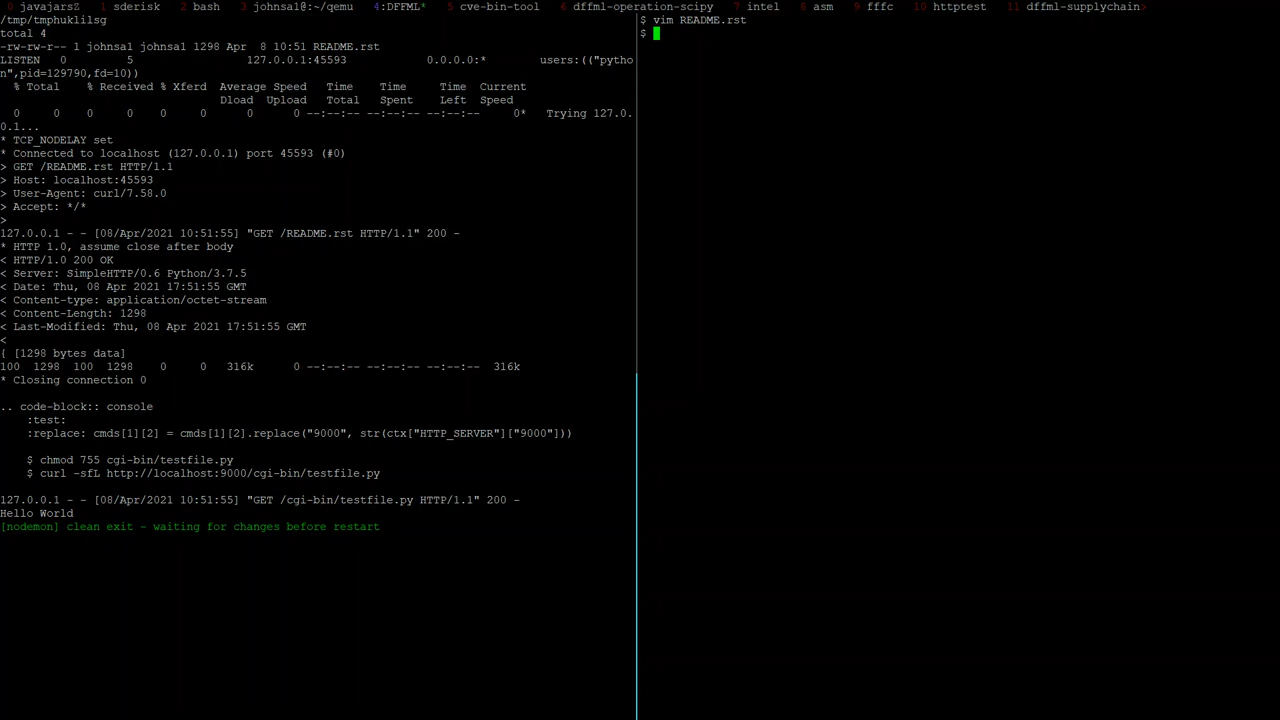 0 javajarsZ 1 sderisk 2 bash 3 johnsal@:~/qemu 4:DFFML* 5 cve-bin-tool 6 dffml-operation-scipy 7 intel 8 asm 9 fffc 10 httptest 11 dffml-supplychain>
/tmp/tmphuklilsg
total 4
-rw-rw-r-- 1 johnsal johnsal 1298 Apr  8 10:51 README.rst
LISTEN   0        5                127.0.0.1:45593            0.0.0.0:*        users:(("pytho
n",pid=129790,fd=10))
  % Total    % Received % Xferd  Average Speed   Time    Time     Time  Current
                                 Dload  Upload   Total   Spent    Left  Speed
  0     0    0     0    0     0      0      0 --:--:-- --:--:-- --:--:--     0*   Trying 127.0.
0.1...
* TCP_NODELAY set
* Connected to localhost (127.0.0.1) port 45593 (#0)
> GET /README.rst HTTP/1.1
> Host: localhost:45593
> User-Agent: curl/7.58.0
> Accept: */*
>
127.0.0.1 - - [08/Apr/2021 10:51:55] "GET /README.rst HTTP/1.1" 200 -
* HTTP 1.0, assume close after body
< HTTP/1.0 200 OK
< Server: SimpleHTTP/0.6 Python/3.7.5
< Date: Thu, 08 Apr 2021 17:51:55 GMT
< Content-type: application/octet-stream
< Content-Length: 1298
< Last-Modified: Thu, 08 Apr 2021 17:51:55 GMT
<
{ [1298 bytes data]
100  1298  100  1298    0     0   316k      0 --:--:-- --:--:-- --:--:--  316k
* Closing connection 0
.. code-block:: console
    :test:
    :replace: cmds[1][2] = cmds[1][2].replace("9000", str(ctx["HTTP_SERVER"]["9000"]))
    $ chmod 755 cgi-bin/testfile.py
    $ curl -sfL http://localhost:9000/cgi-bin/testfile.py
127.0.0.1 - - [08/Apr/2021 10:51:55] "GET /cgi-bin/testfile.py HTTP/1.1" 200 -
Hello World
[nodemon] clean exit - waiting for changes before restart
$ vim README.rst
$